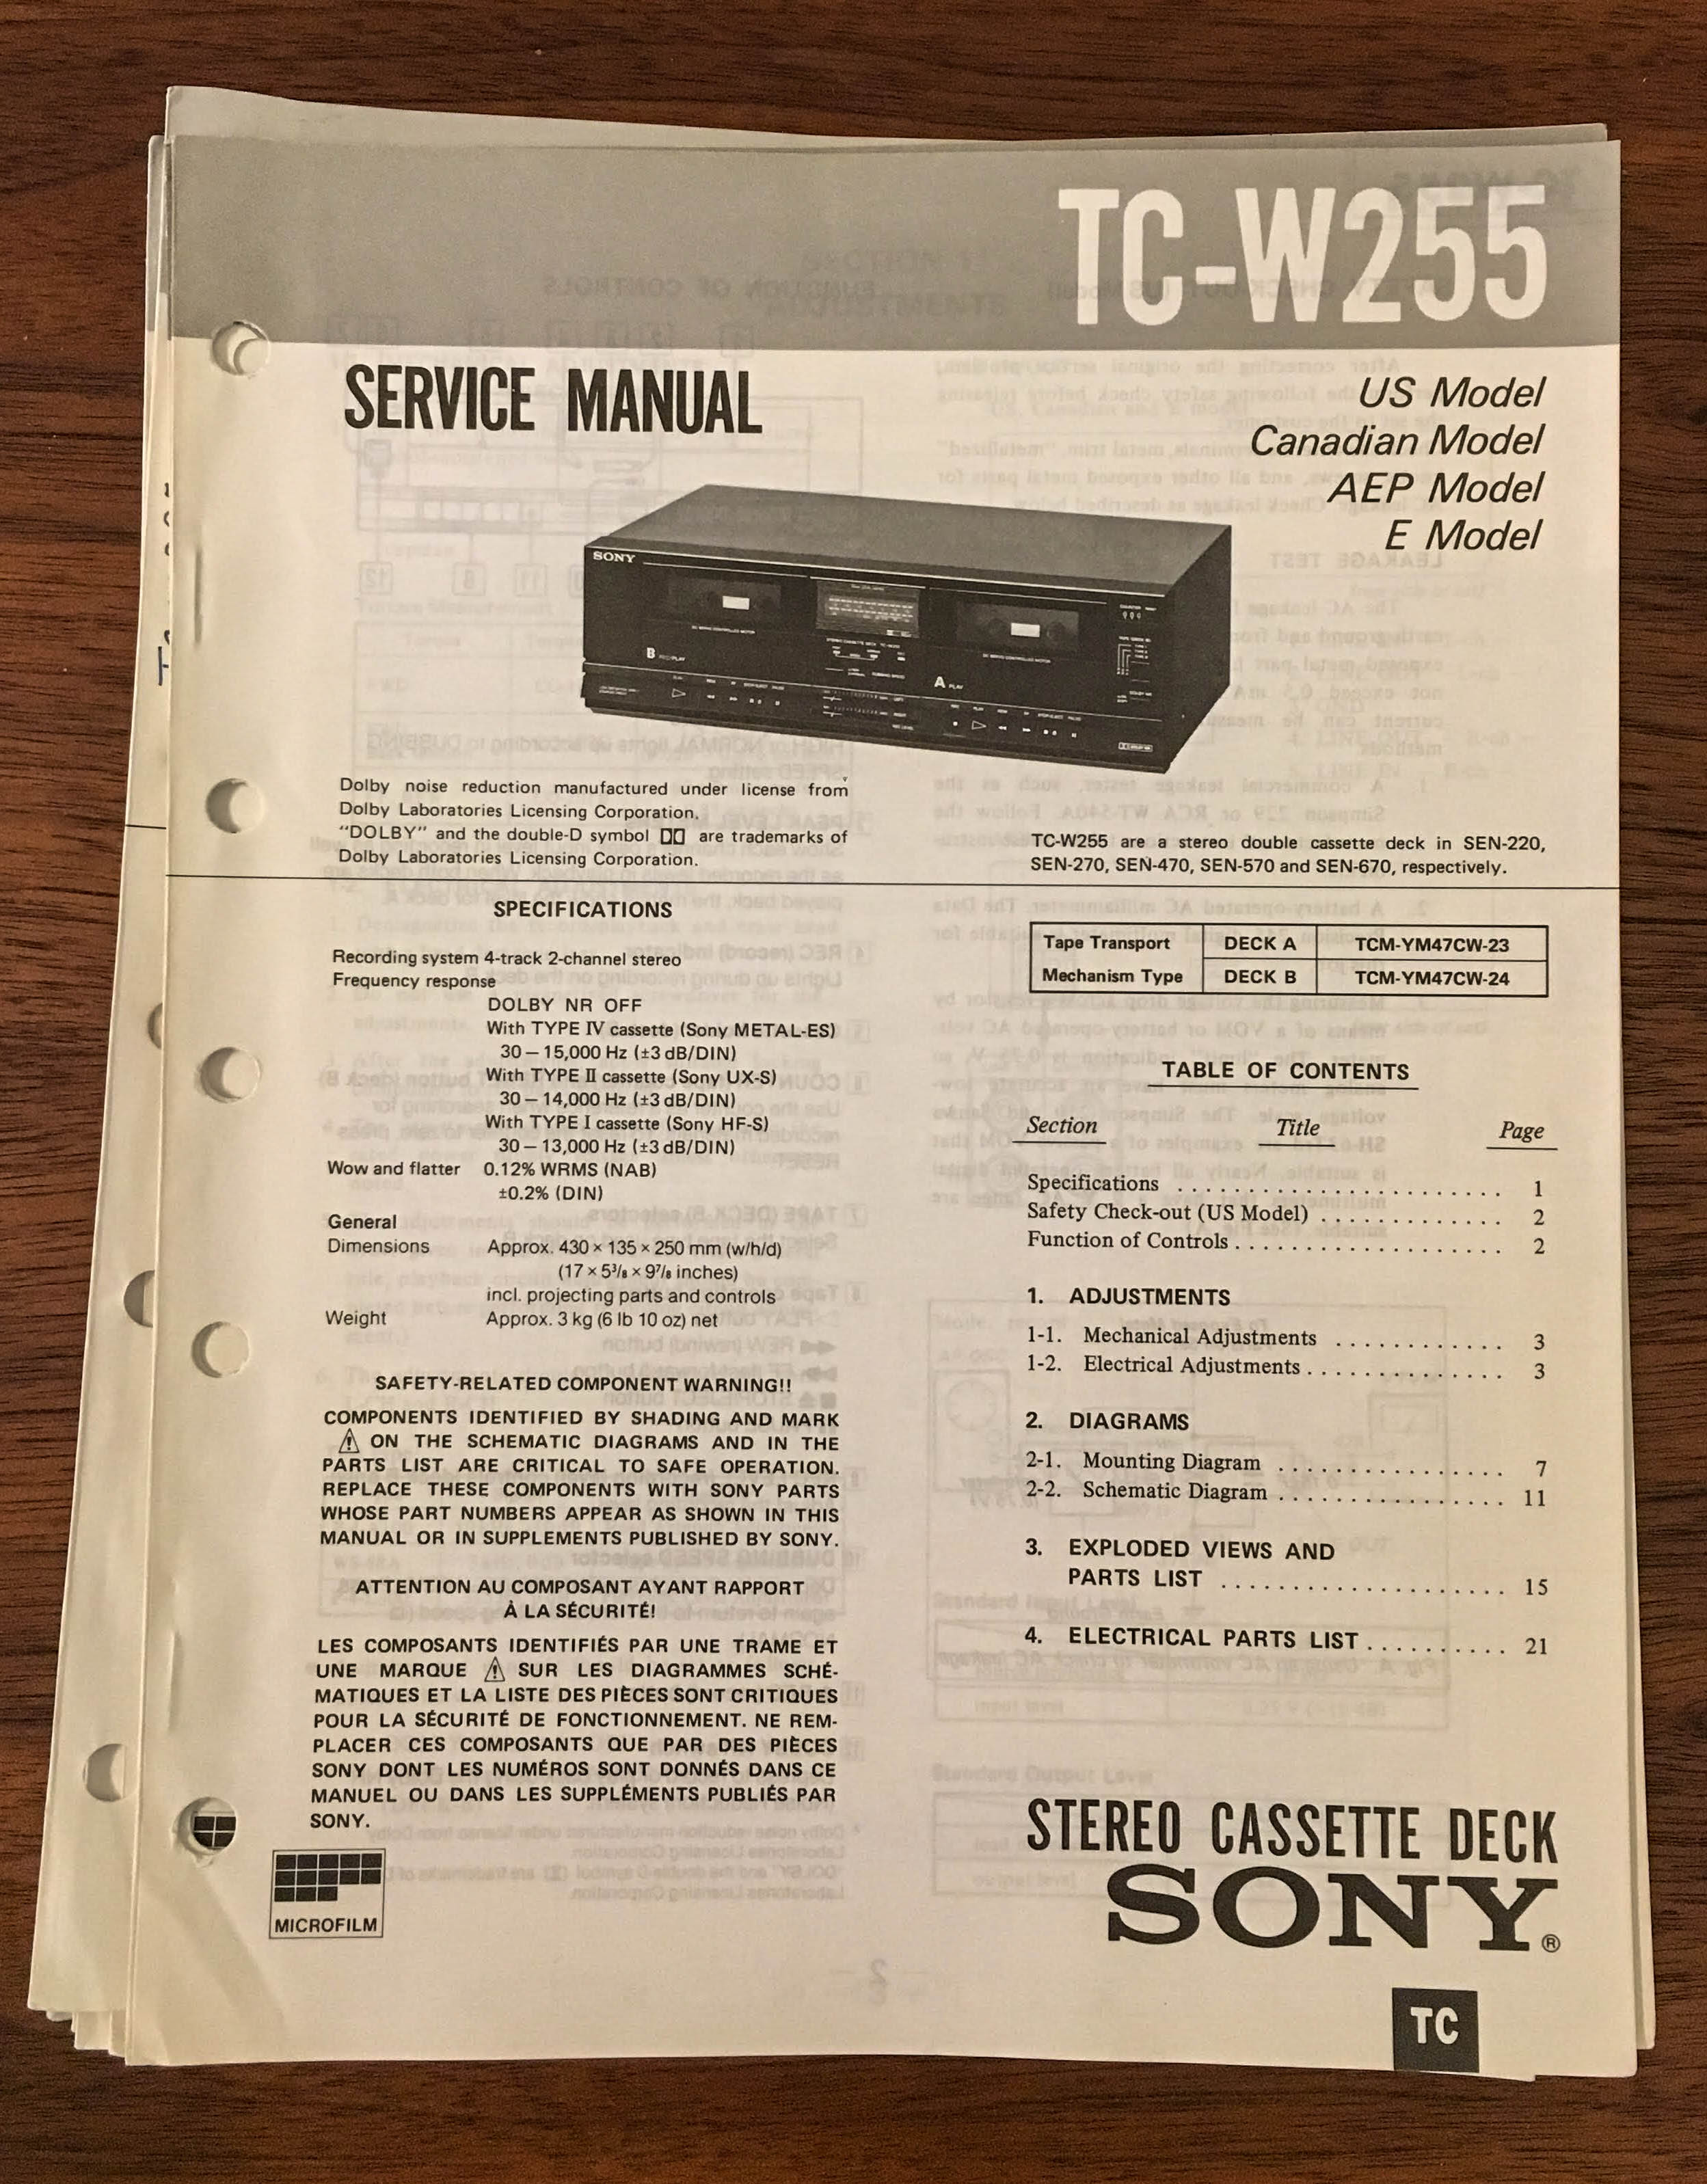 TC-W255
SERVICE MANUAL
US Model
Canadian Model
AEP Model
E Model
SONY
B REC/PLAY
A PLAY
Dolby noise reduction manufactured under license from
Dolby Laboratories Licensing Corporation.
"DOLBY" and the double-D symbol are trademarks of
Dolby Laboratories Licensing Corporation.
TC-W255 are a stereo double cassette deck in SEN-220,
SEN-270, SEN-470, SEN-570 and SEN-670, respectively.
SPECIFICATIONS
Recording system 4-track 2-channel stereo
Frequency response
DOLBY NR OFF
With TYPE IV cassette (Sony METAL-ES)
30 – 15,000 Hz (±3 dB/DIN)
With TYPE II cassette (Sony UX-S)
30 – 14,000 Hz (±3 dB/DIN)
With TYPE I cassette (Sony HF-S)
30 – 13,000 Hz (±3 dB/DIN)
Wow and flatter 0.12% WRMS (NAB)
±0.2% (DIN)
General
Dimensions Approx. 430 × 135 × 250 mm (w/h/d)
(17 × 5³/₈ × 9⁷/₈ inches)
incl. projecting parts and controls
Weight Approx. 3 kg (6 lb 10 oz) net
SAFETY-RELATED COMPONENT WARNING!!
COMPONENTS IDENTIFIED BY SHADING AND MARK
⚠ ON THE SCHEMATIC DIAGRAMS AND IN THE
PARTS LIST ARE CRITICAL TO SAFE OPERATION.
REPLACE THESE COMPONENTS WITH SONY PARTS
WHOSE PART NUMBERS APPEAR AS SHOWN IN THIS
MANUAL OR IN SUPPLEMENTS PUBLISHED BY SONY.
ATTENTION AU COMPOSANT AYANT RAPPORT
À LA SÉCURITÉ!
LES COMPOSANTS IDENTIFIÉS PAR UNE TRAME ET
UNE MARQUE ⚠ SUR LES DIAGRAMMES SCHÉ-
MATIQUES ET LA LISTE DES PIÈCES SONT CRITIQUES
POUR LA SÉCURITÉ DE FONCTIONNEMENT. NE REM-
PLACER CES COMPOSANTS QUE PAR DES PIÈCES
SONY DONT LES NUMÉROS SONT DONNÉS DANS CE
MANUEL OU DANS LES SUPPLÉMENTS PUBLIÉS PAR
SONY.
MICROFILM
Tape Transport DECK A TCM-YM47CW-23
Mechanism Type DECK B TCM-YM47CW-24
TABLE OF CONTENTS
Section Title Page
Specifications ........................ 1
Safety Check-out (US Model) ............. 2
Function of Controls .................... 2
1. ADJUSTMENTS
1-1. Mechanical Adjustments ............ 3
1-2. Electrical Adjustments .............. 3
2. DIAGRAMS
2-1. Mounting Diagram ................. 7
2-2. Schematic Diagram ................. 11
3. EXPLODED VIEWS AND
PARTS LIST ..................... 15
4. ELECTRICAL PARTS LIST .......... 21
STEREO CASSETTE DECK
SONY®
TC